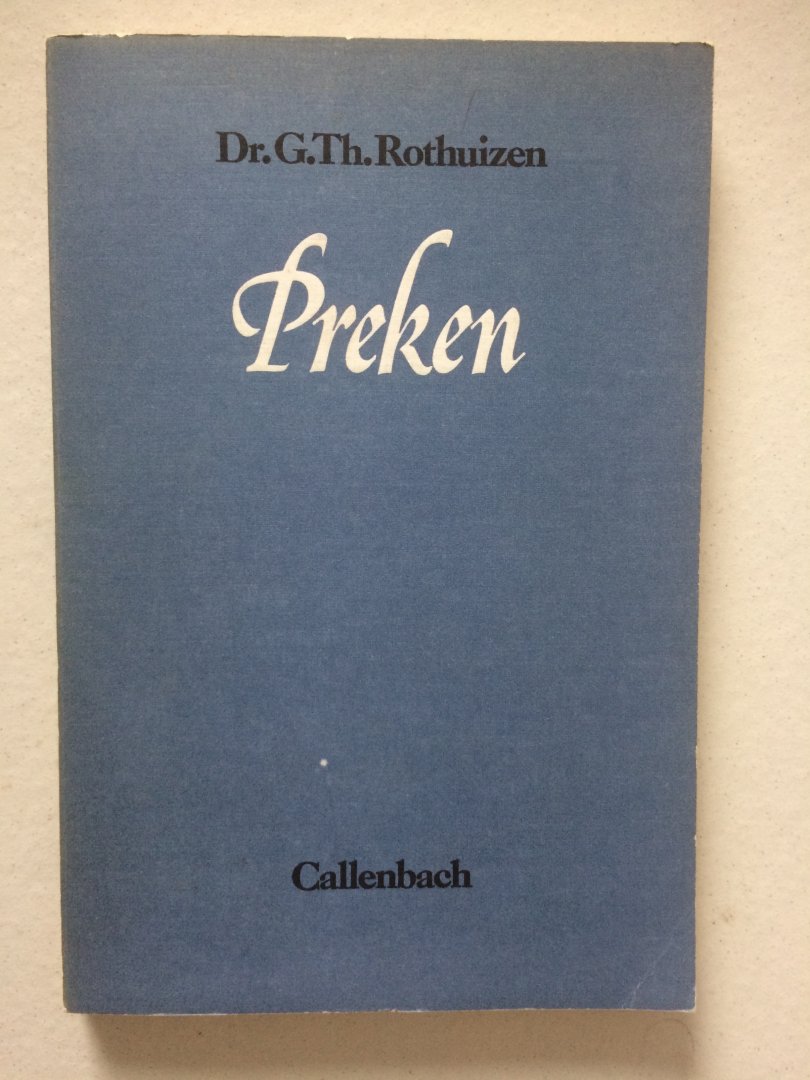 Dr. G.Th. Rothuizen
Preken
Callenbach